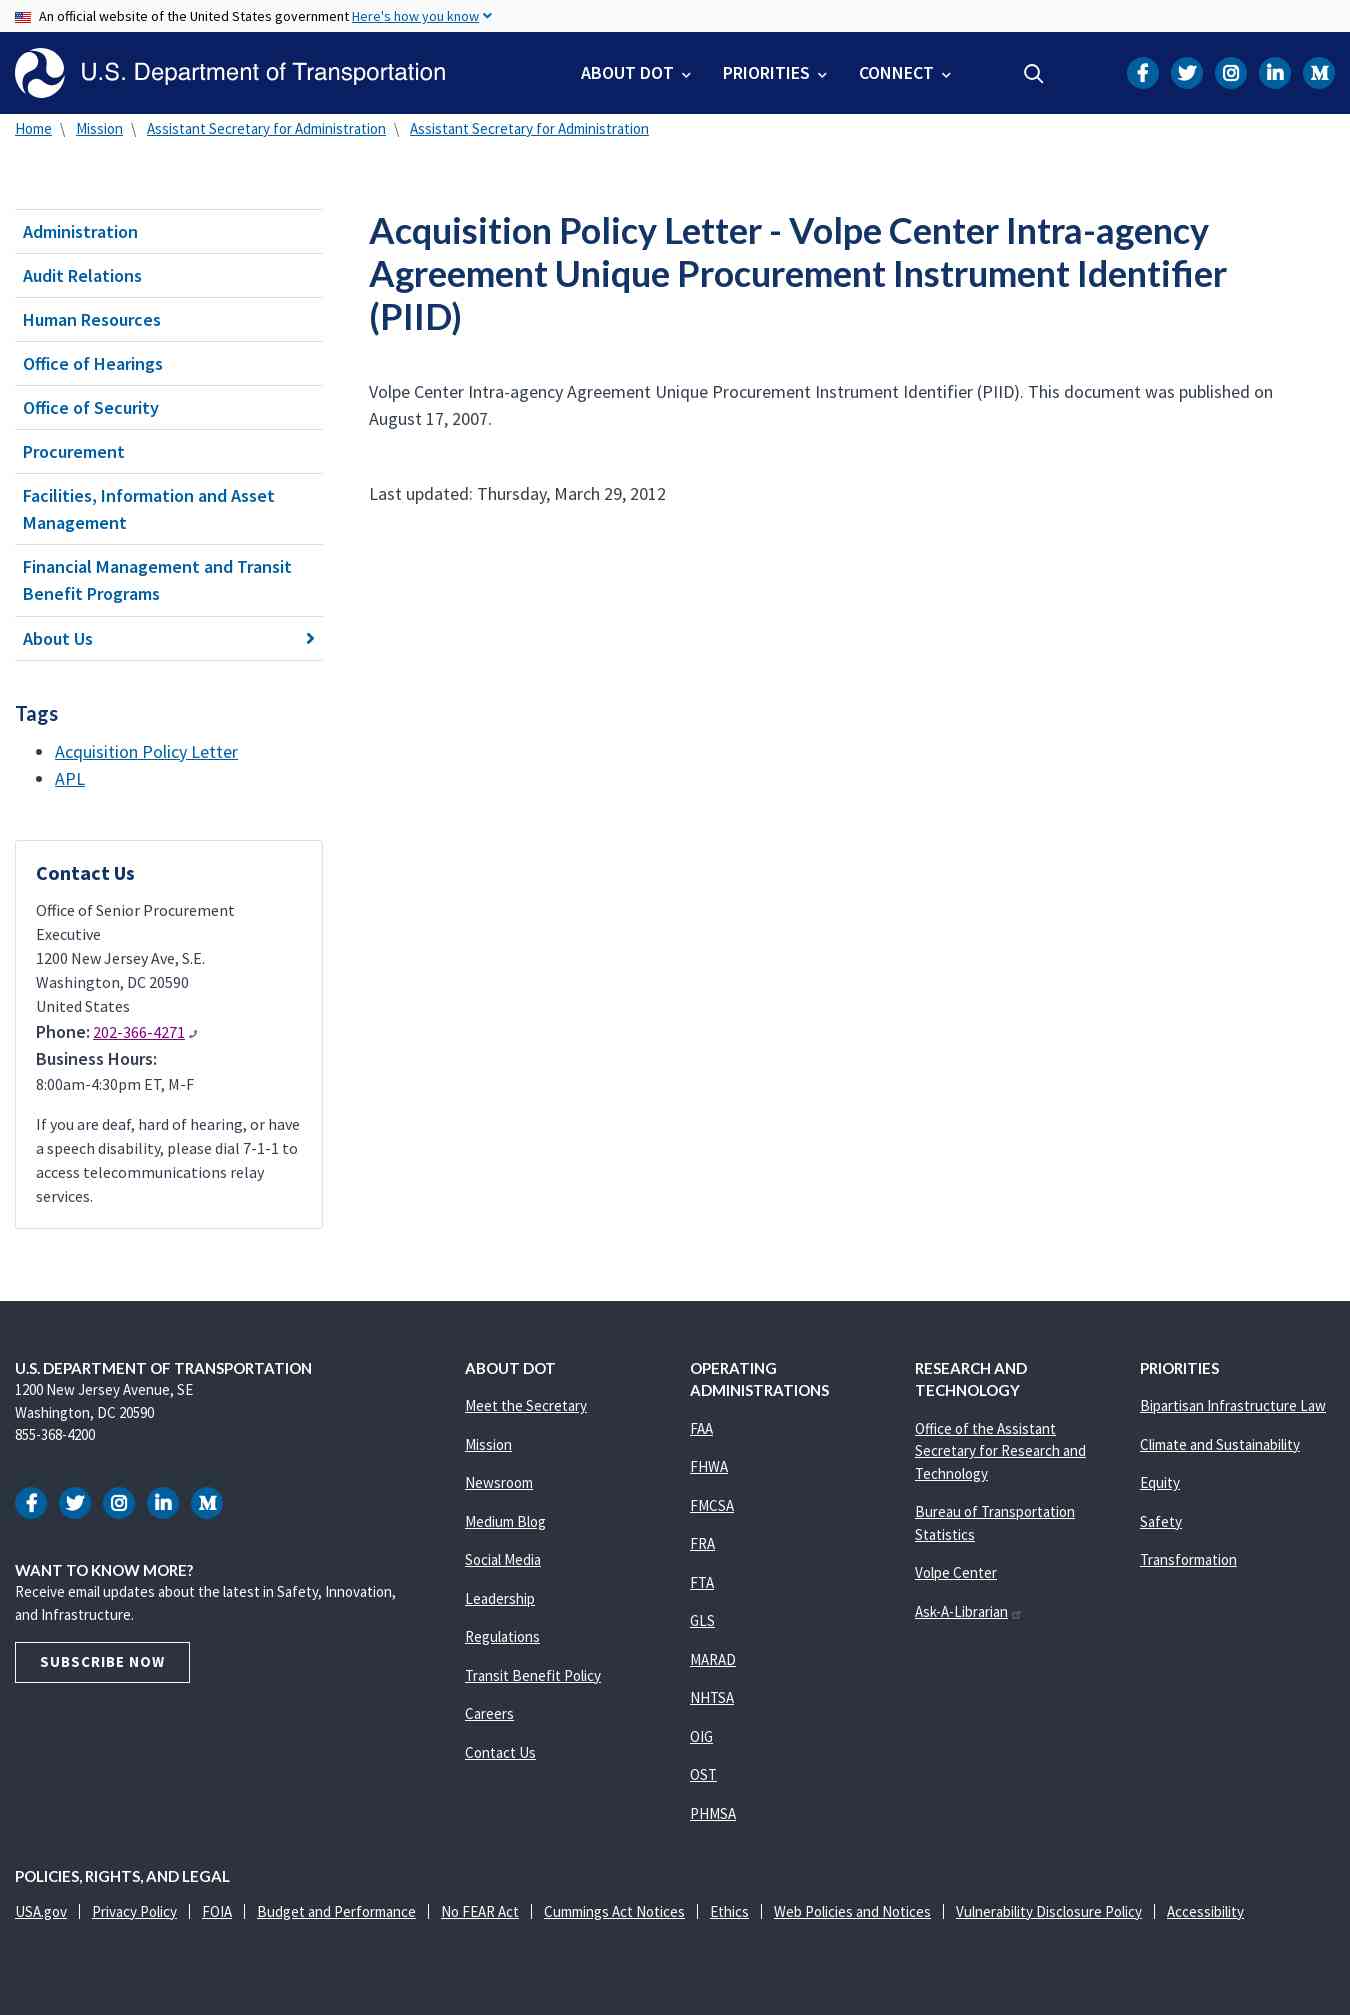 An official website of the United States government Here's how you know
U.S. Department of Transportation
ABOUT DOT
PRIORITIES
CONNECT
Home \ Mission \ Assistant Secretary for Administration \ Assistant Secretary for Administration
Administration
Audit Relations
Human Resources
Office of Hearings
Office of Security
Procurement
Facilities, Information and Asset
Management
Financial Management and Transit
Benefit Programs
About Us
Tags
Acquisition Policy Letter
APL
Contact Us
Office of Senior Procurement
Executive
1200 New Jersey Ave, S.E.
Washington, DC 20590
United States
Phone: 202-366-4271
Business Hours:
8:00am-4:30pm ET, M-F
If you are deaf, hard of hearing, or have
a speech disability, please dial 7-1-1 to
access telecommunications relay
services.
Acquisition Policy Letter - Volpe Center Intra-agency
Agreement Unique Procurement Instrument Identifier
(PIID)
Volpe Center Intra-agency Agreement Unique Procurement Instrument Identifier (PIID). This document was published on
August 17, 2007.
Last updated: Thursday, March 29, 2012
U.S. DEPARTMENT OF TRANSPORTATION
1200 New Jersey Avenue, SE
Washington, DC 20590
855-368-4200
WANT TO KNOW MORE?
Receive email updates about the latest in Safety, Innovation,
and Infrastructure.
SUBSCRIBE NOW
ABOUT DOT
Meet the Secretary
Mission
Newsroom
Medium Blog
Social Media
Leadership
Regulations
Transit Benefit Policy
Careers
Contact Us
OPERATING
ADMINISTRATIONS
FAA
FHWA
FMCSA
FRA
FTA
GLS
MARAD
NHTSA
OIG
OST
PHMSA
RESEARCH AND
TECHNOLOGY
Office of the Assistant
Secretary for Research and
Technology
Bureau of Transportation
Statistics
Volpe Center
Ask-A-Librarian
PRIORITIES
Bipartisan Infrastructure Law
Climate and Sustainability
Equity
Safety
Transformation
POLICIES, RIGHTS, AND LEGAL
USA.gov | Privacy Policy | FOIA | Budget and Performance | No FEAR Act | Cummings Act Notices | Ethics | Web Policies and Notices | Vulnerability Disclosure Policy | Accessibility